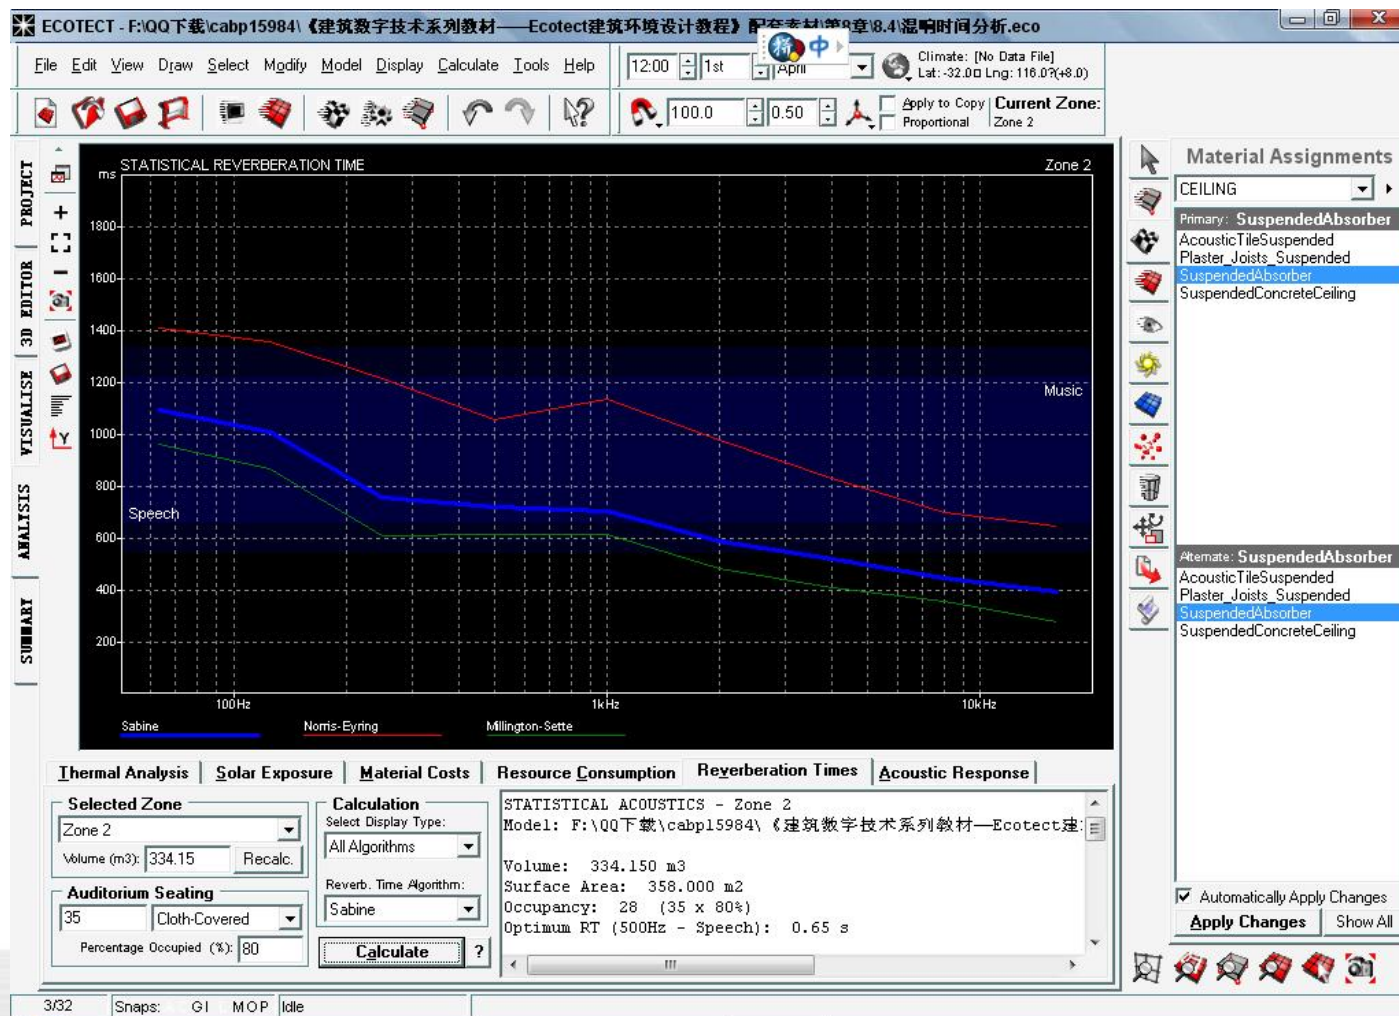 ECOTECT - F:\QQ下载\cabp15984\《建筑数字技术系列教材——Ecotect建筑环境设计教程》配套素材\第8章\8.4\混响时间分析.eco
中
File Edit View Draw Select Modify Model Display Calculate Tools Help
12:00 1st April
Climate: [No Data File]
Lat: -32.0 Lng: 116.0?(+8.0)
100.0 0.50
Apply to Copy
Proportional
Current Zone:
Zone 2
PROJECT
3D EDITOR
VISUALISE
ANALYSIS
SUMMARY
STATISTICAL REVERBERATION TIME
Zone 2
ms
1800
1600
1400
1200
1000
800
600
400
200
Music
Speech
100Hz 1kHz 10kHz
Sabine Norris-Eyring Millington-Sette
Material Assignments
CEILING
Primary: SuspendedAbsorber
AcousticTileSuspended
Plaster_Joists_Suspended
SuspendedAbsorber
SuspendedConcreteCeiling
Alternate: SuspendedAbsorber
AcousticTileSuspended
Plaster_Joists_Suspended
SuspendedAbsorber
SuspendedConcreteCeiling
Automatically Apply Changes
Apply Changes Show All
Thermal Analysis Solar Exposure Material Costs Resource Consumption Reverberation Times Acoustic Response
Selected Zone
Zone 2
Volume (m3): 334.15 Recalc.
Auditorium Seating
35 Cloth-Covered
Percentage Occupied (%): 80
Calculation
Select Display Type:
All Algorithms
Reverb. Time Algorithm:
Sabine
Calculate ?
STATISTICAL ACOUSTICS - Zone 2
Model: F:\QQ下载\cabp15984\《建筑数字技术系列教材——Ecotect建
Volume: 334.150 m3
Surface Area: 358.000 m2
Occupancy: 28 (35 x 80%)
Optimum RT (500Hz - Speech): 0.65 s
3/32 Snaps: GI MOP Idle